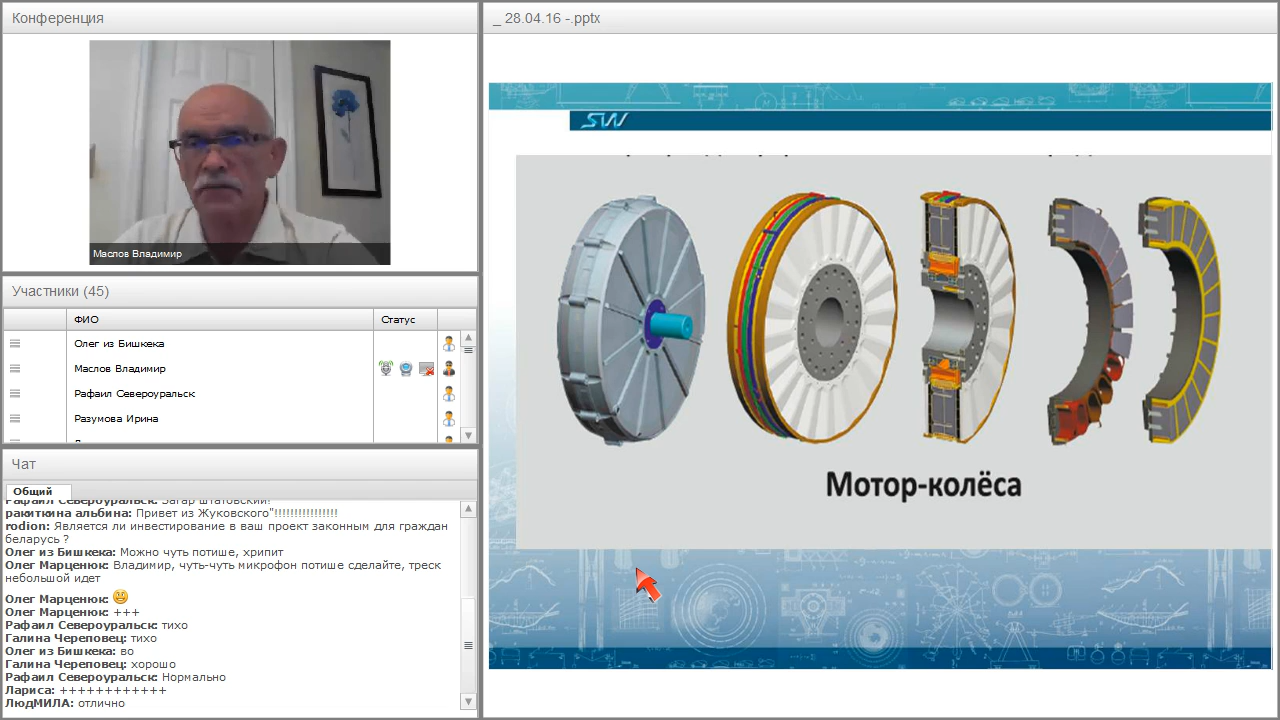 Конференция
Маслов Владимир
Участники (45)
ФИО
Статус
Олег из Бишкека
Маслов Владимир
Рафаил Североуральск
Разумова Ирина
Чат
Общий
Рафаил Североуральск: Загар штатовский!
ракиткина альбина: Привет из Жуковского"!!!!!!!!!!!!!!!!
rodion: Является ли инвестирование в ваш проект законным для граждан
беларусь ?
Олег из Бишкека: Можно чуть потише, хрипит
Олег Марценюк: Владимир, чуть-чуть микрофон потише сделайте, треск
небольшой идет
Олег Марценюк:
Олег Марценюк: +++
Рафаил Североуральск: тихо
Галина Череповец: тихо
Олег из Бишкека: во
Галина Череповец: хорошо
Рафаил Североуральск: Нормально
Лариса: ++++++++++++
ЛюдМИЛА: отлично
_ 28.04.16 -.pptx
SW
Мотор-колёса